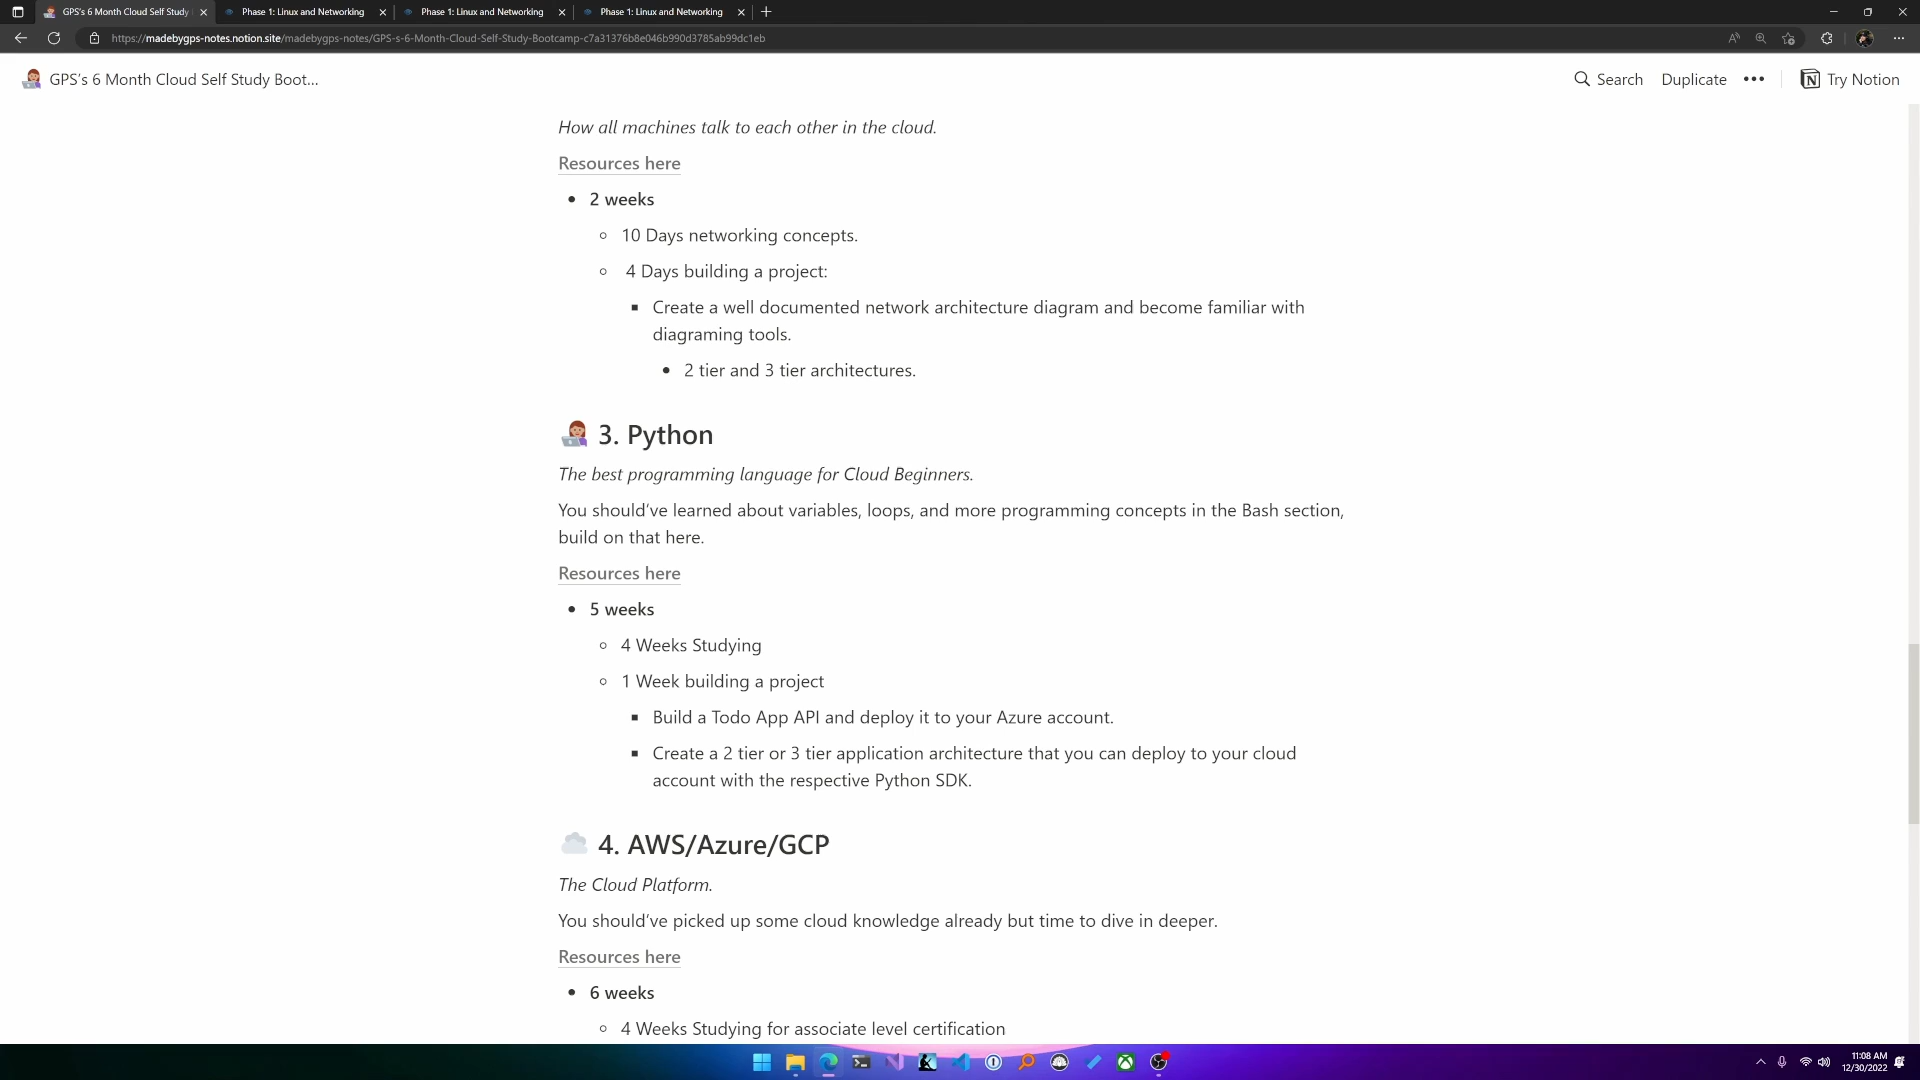 GPS's 6 Month Cloud Self Study
Phase 1: Linux and Networking
Phase 1: Linux and Networking
Phase 1: Linux and Networking
https://madebygps-notes.notion.site/madebygps-notes/GPS-s-6-Month-Cloud-Self-Study-Bootcamp-c7a31376b8e046b990d3785ab99dc1eb
GPS's 6 Month Cloud Self Study Boot...
Search
Duplicate
Try Notion
How all machines talk to each other in the cloud.
Resources here
2 weeks
10 Days networking concepts.
4 Days building a project:
Create a well documented network architecture diagram and become familiar with
diagraming tools.
2 tier and 3 tier architectures.
3. Python
The best programming language for Cloud Beginners.
You should've learned about variables, loops, and more programming concepts in the Bash section,
build on that here.
Resources here
5 weeks
4 Weeks Studying
1 Week building a project
Build a Todo App API and deploy it to your Azure account.
Create a 2 tier or 3 tier application architecture that you can deploy to your cloud
account with the respective Python SDK.
4. AWS/Azure/GCP
The Cloud Platform.
You should've picked up some cloud knowledge already but time to dive in deeper.
Resources here
6 weeks
4 Weeks Studying for associate level certification
11:08 AM
12/30/2022